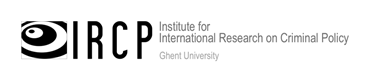 IRCP
Institute for
International Research on Criminal Policy
Ghent University